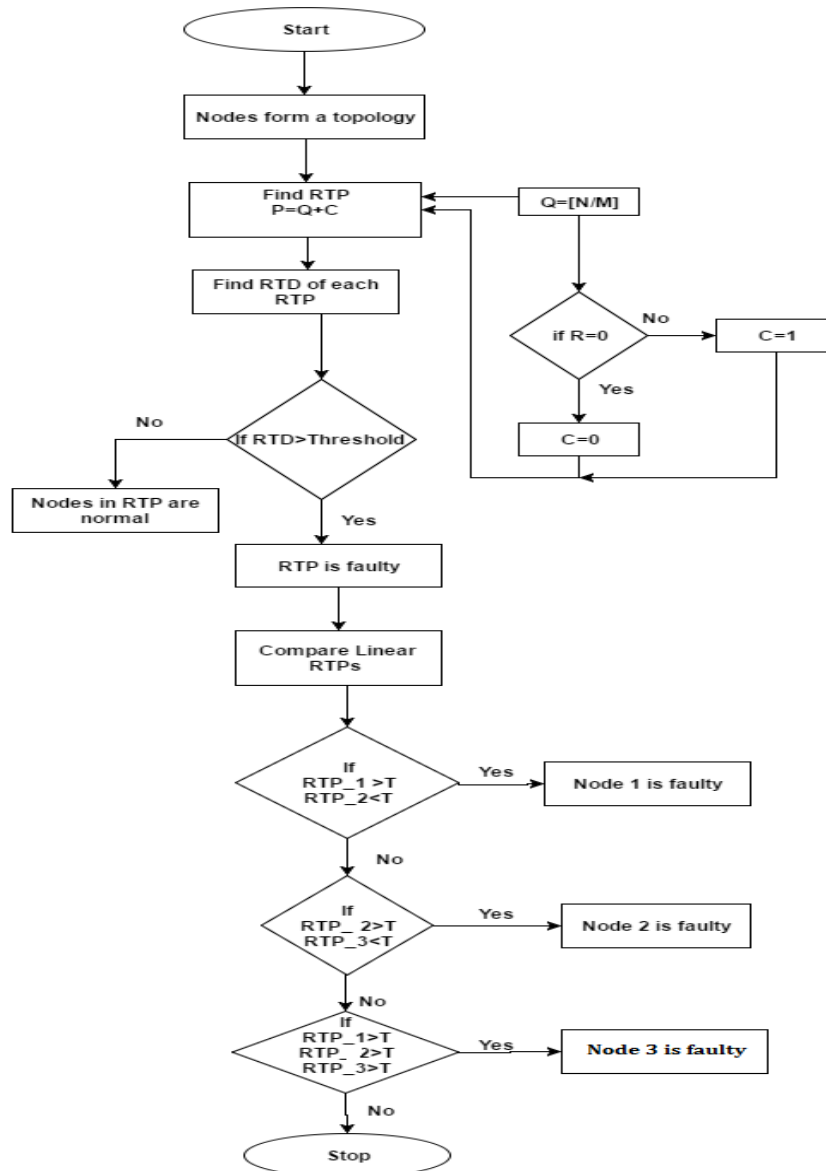 Start
Nodes form a topology
Find RTP
P=Q+C
Q=[N/M]
Find RTD of each
RTP
if R=0
No
C=1
Yes
C=0
If RTD>Threshold
No
Nodes in RTP are
normal
Yes
RTP is faulty
Compare Linear
RTPs
If
RTP_1 >T
RTP_2<T
Yes
Node 1 is faulty
No
If
RTP_ 2>T
RTP_3<T
Yes
Node 2 is faulty
No
If
RTP_1>T
RTP_ 2>T
RTP_3>T
Yes
Node 3 is faulty
No
Stop